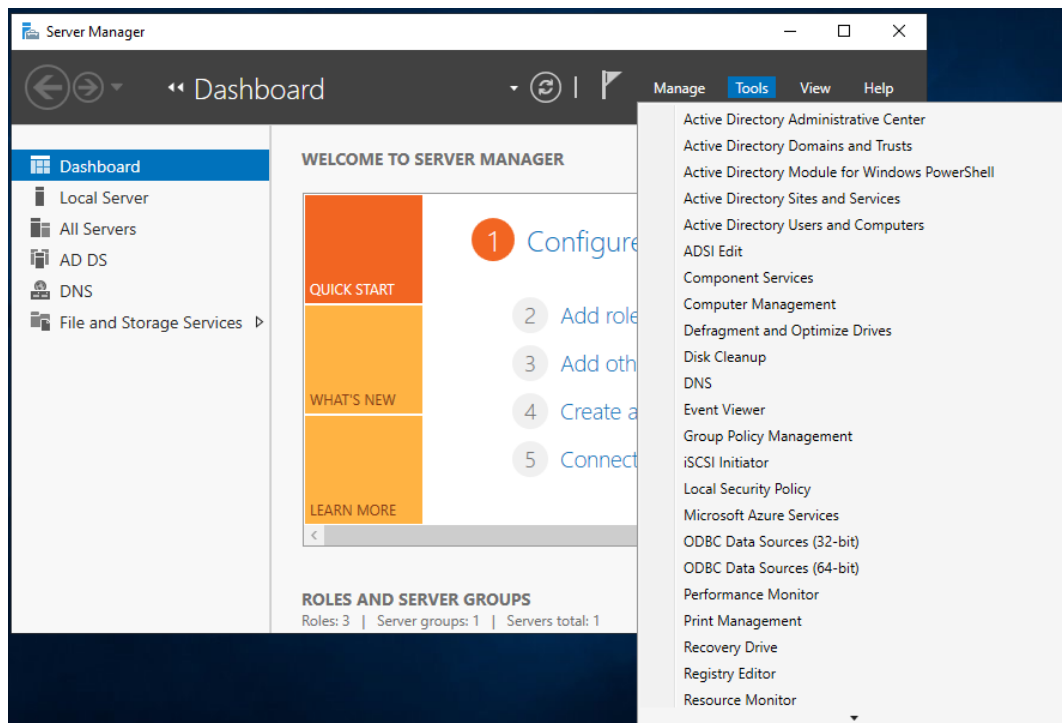 Server Manager
Dashboard
Manage Tools View Help
Dashboard
Local Server
All Servers
AD DS
DNS
File and Storage Services
WELCOME TO SERVER MANAGER
QUICK START
WHAT'S NEW
LEARN MORE
1 Configure
2 Add role
3 Add oth
4 Create a
5 Connect
ROLES AND SERVER GROUPS
Roles: 3 | Server groups: 1 | Servers total: 1
Active Directory Administrative Center
Active Directory Domains and Trusts
Active Directory Module for Windows PowerShell
Active Directory Sites and Services
Active Directory Users and Computers
ADSI Edit
Component Services
Computer Management
Defragment and Optimize Drives
Disk Cleanup
DNS
Event Viewer
Group Policy Management
iSCSI Initiator
Local Security Policy
Microsoft Azure Services
ODBC Data Sources (32-bit)
ODBC Data Sources (64-bit)
Performance Monitor
Print Management
Recovery Drive
Registry Editor
Resource Monitor